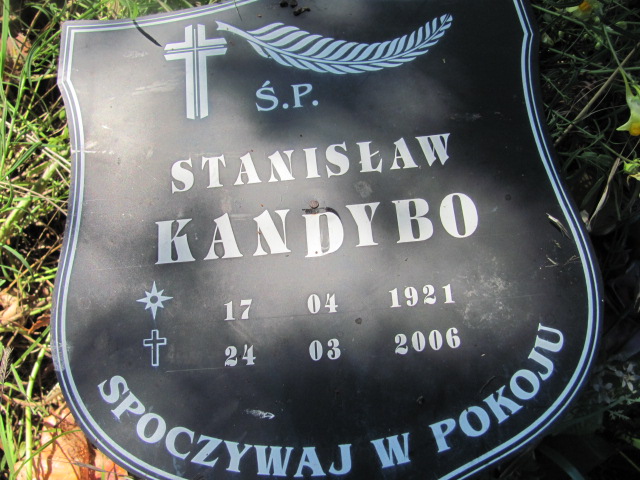 Ś.P.
STANISŁAW
KANDYBO
17 04 1921
24 03 2006
SPOCZYWAJ W POKOJU